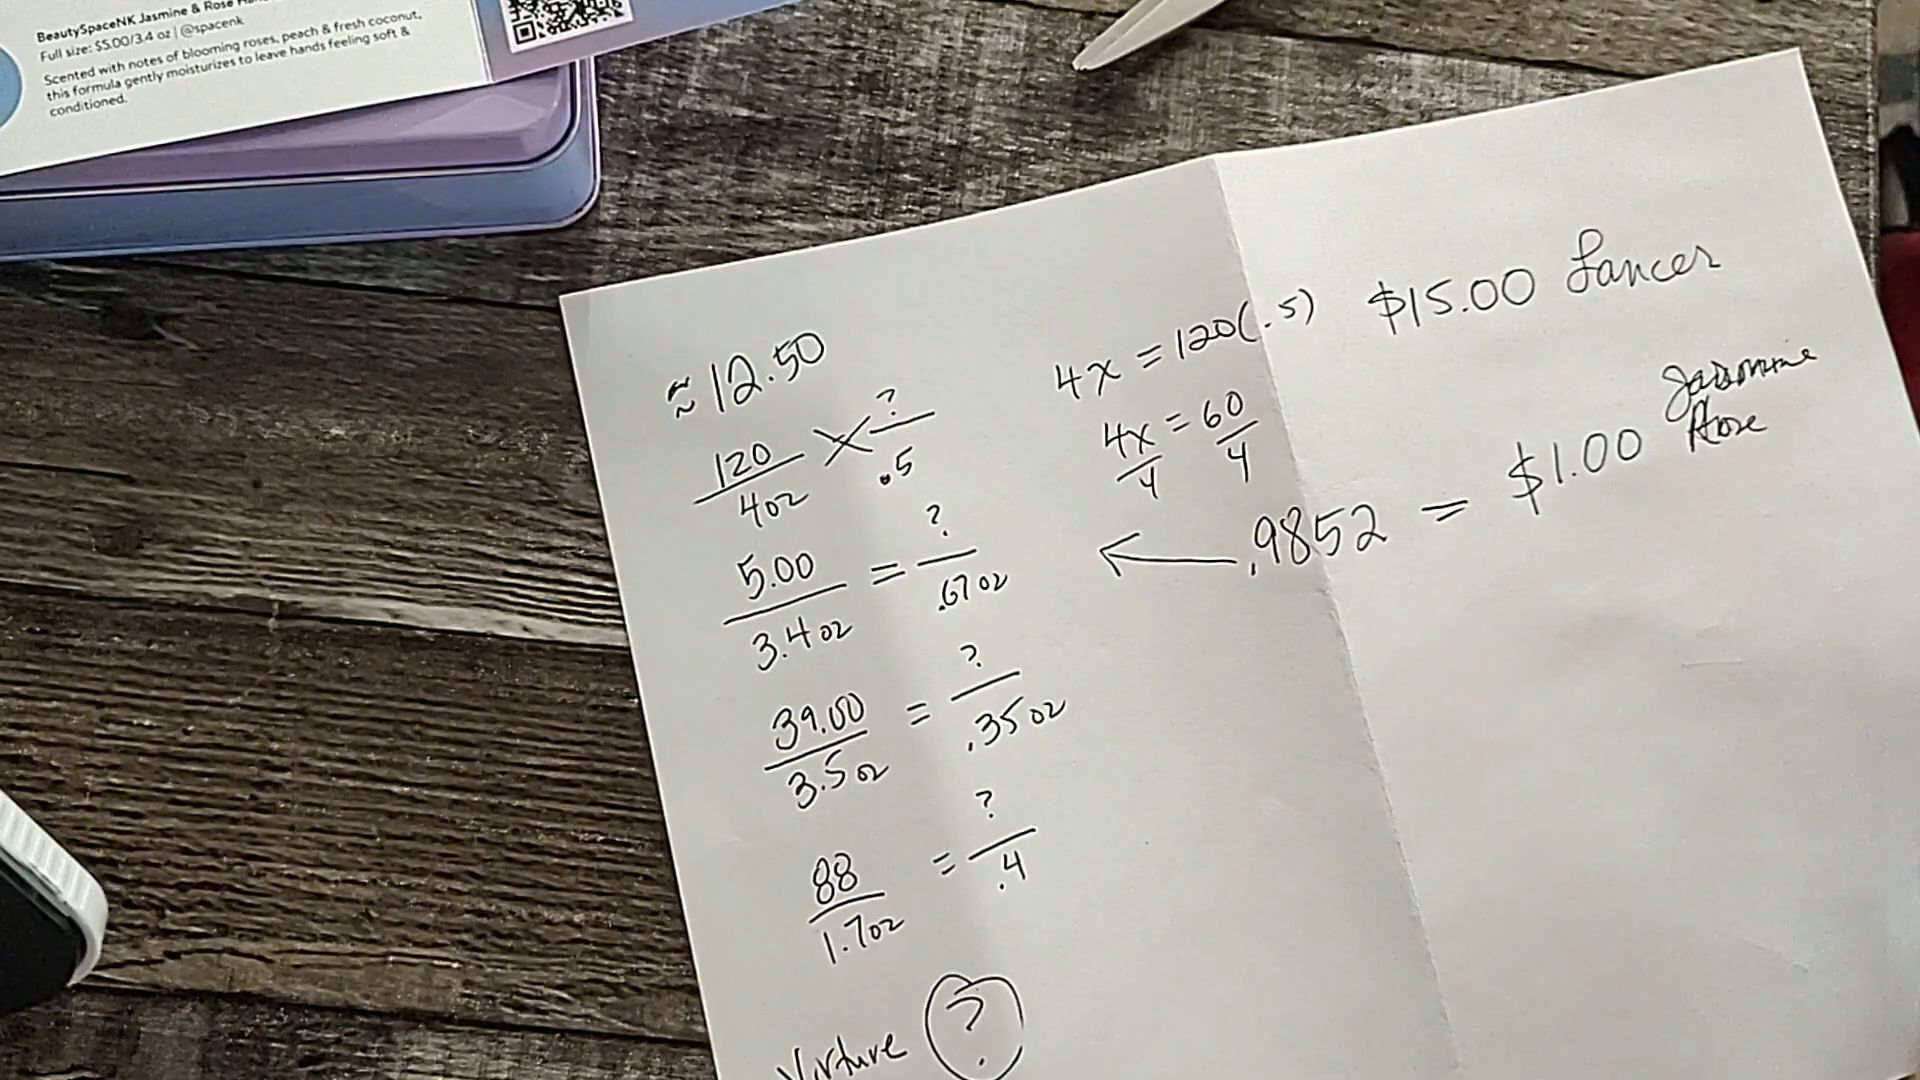 BeautySpaceNK Jasmine & Rose
Full size: $5.00/3.4 oz | @spacenk
Scented with notes of blooming roses, peach & fresh coconut,
this formula gently moisturizes to leave hands feeling soft &
conditioned.
≈ 12.50
120/4oz × ?/.5
4x = 120(.5)
4x/4 = 60/4
$15.00 Lancer
5.00/3.4oz = ?/.67oz
← .9852 = $1.00
39.00/3.5oz = ?/.35oz
88/1.7oz = ?/.4
Virture ?